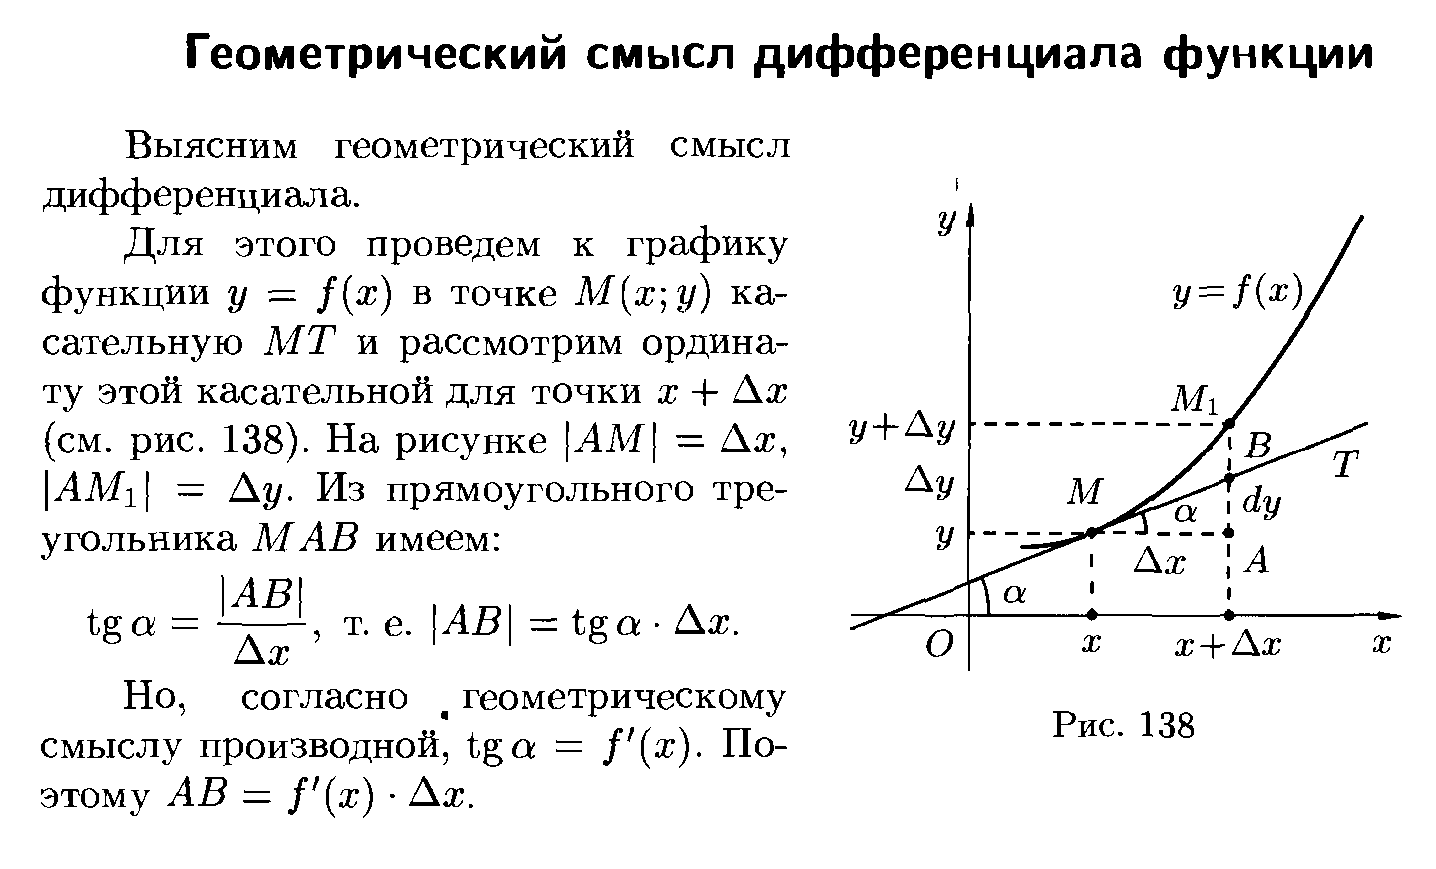 Геометрический смысл дифференциала функции
Выясним геометрический смысл
дифференциала.
Для этого проведем к графику
функции y = f(x) в точке M(x; y) ка-
сательную MT и рассмотрим ордина-
ту этой касательной для точки x + Δx
(см. рис. 138). На рисунке |AM| = Δx,
|AM₁| = Δy. Из прямоугольного тре-
угольника MAB имеем:
tg α = |AB|/Δx, т. е. |AB| = tg α · Δx.
Но, согласно геометрическому
смыслу производной, tg α = f′(x). По-
этому AB = f′(x) · Δx.
y
y = f(x)
M₁
y + Δy
B
T
Δy
M
α
dy
y
Δx
A
α
O
x
x + Δx
x
Рис. 138